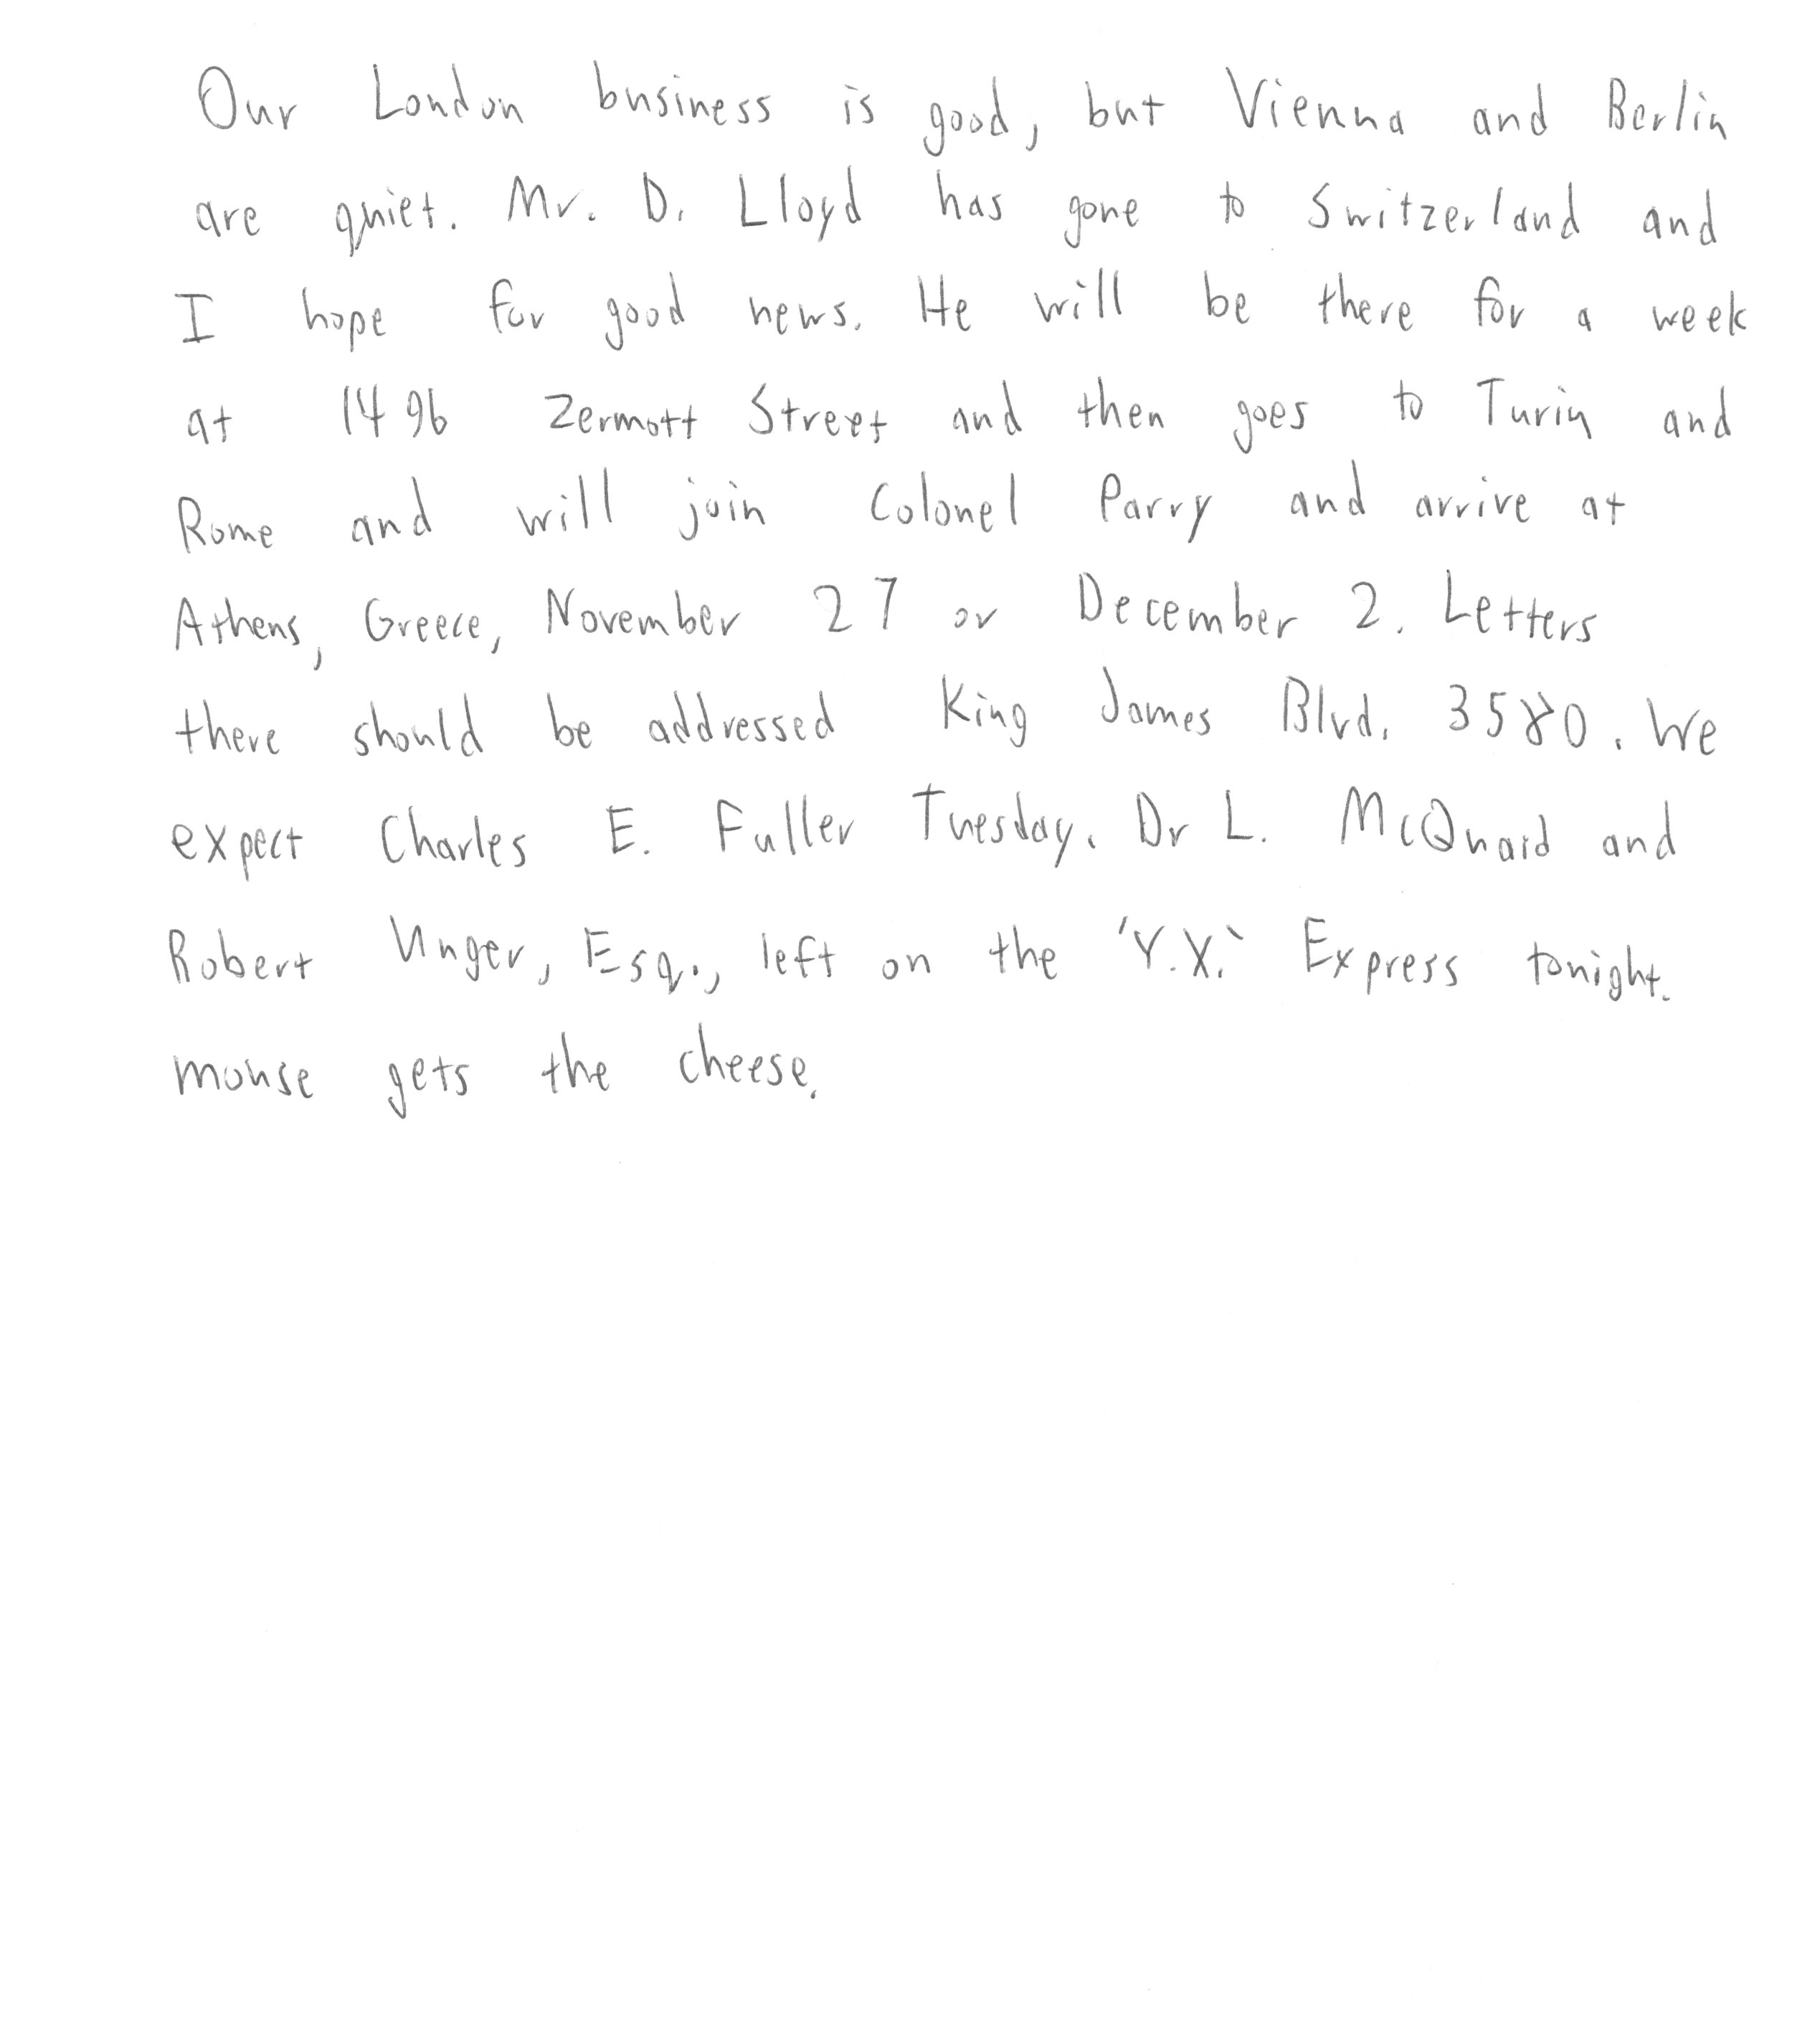 Our London business is good, but Vienna and Berlin
are quiet. Mr. D. Lloyd has gone to Switzerland and
I hope for good news. He will be there for a week
at 1496 Zermott Street and then goes to Turin and
Rome and will join Colonel Parry and arrive at
Athens, Greece, November 27 or December 2. Letters
there should be addressed King James Blvd. 3580. We
expect Charles E. Fuller Tuesday. Dr L. McQuaid and
Robert Unger, Esq., left on the 'Y.X.' Express tonight.
mouse gets the cheese.